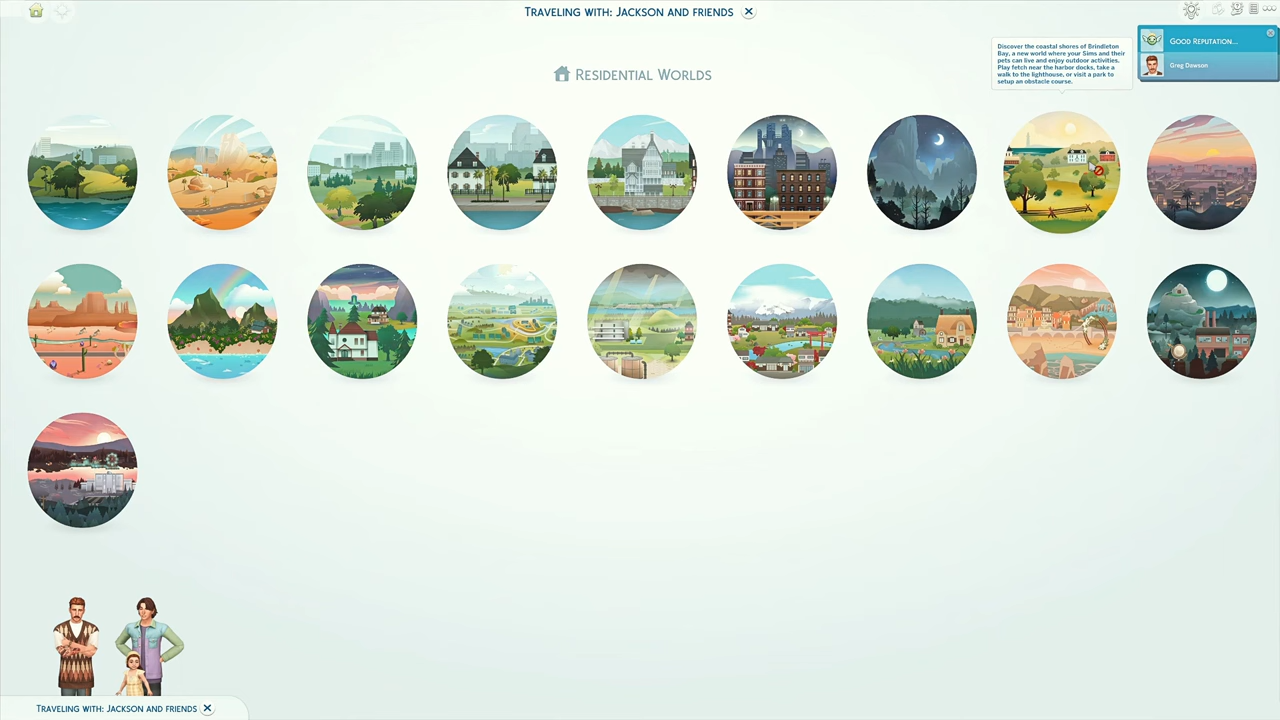 Traveling with: Jackson and friends
Residential Worlds
Discover the coastal shores of Brindleton
Bay, a new world where your Sims and their
pets can live and enjoy outdoor activities.
Play fetch near the harbor docks, take a
walk to the lighthouse, or visit a park to
setup an obstacle course.
Good Reputation...
Greg Dawson
Traveling with: Jackson and friends